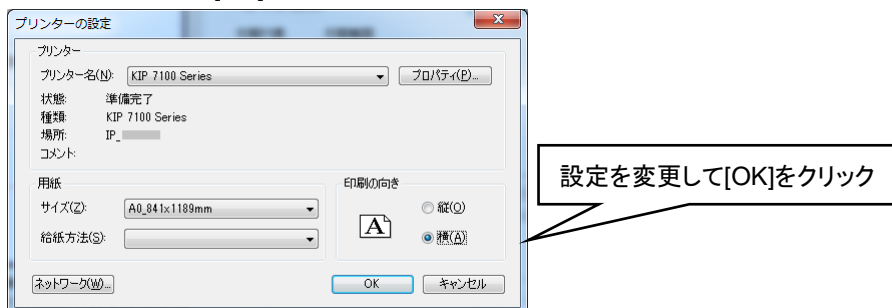 プリンターの設定
プリンター
プリンター名(N): KIP 7100 Series プロパティ(P)...
状態: 準備完了
種類: KIP 7100 Series
場所: IP_
コメント:
用紙
サイズ(Z): A0_841x1189mm
給紙方法(S):
印刷の向き
A
縦(O)
横(A)
ネットワーク(W)...
OK キャンセル
設定を変更して[OK]をクリック